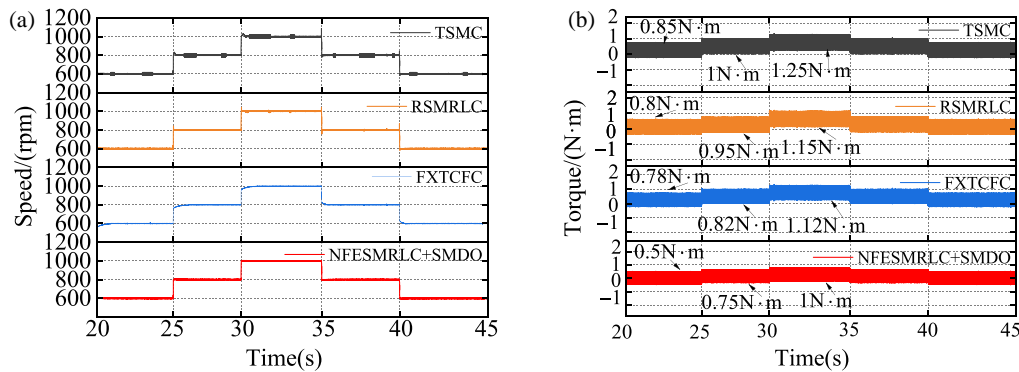 (a)
1200
1000
800
600
1200
1000
800
600
1200
1000
800
600
1200
1000
800
600
Speed/(rpm)
TSMC
RSMRLC
FXTCFC
NFESMRLC+SMDO
20 25 30 35 40 45
Time(s)
(b)
2
1
0
−1
2
1
0
−1
2
1
0
−1
2
1
0
−1
Torque/(N·m)
0.85N·m
TSMC
1N·m
1.25N·m
0.8N·m
RSMRLC
0.95N·m
1.15N·m
0.78N·m
FXTCFC
0.82N·m
1.12N·m
0.5N·m
NFESMRLC+SMDO
0.75N·m
1N·m
20 25 30 35 40 45
Time(s)